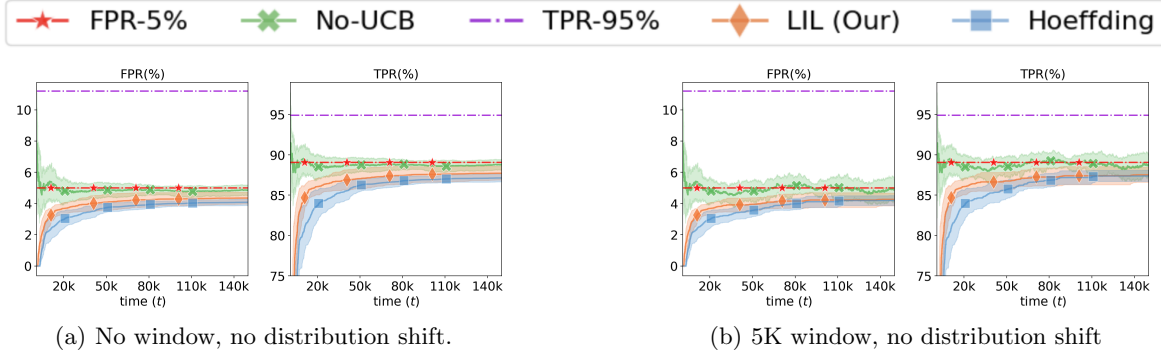 FPR-5% No-UCB TPR-95% LIL (Our) Hoeffding
FPR(%) TPR(%) FPR(%) TPR(%)
10 8 6 4 2 0
20k 50k 80k 110k 140k
time (t)
95 90 85 80 75
20k 50k 80k 110k 140k
time (t)
10 8 6 4 2 0
20k 50k 80k 110k 140k
time (t)
95 90 85 80 75
20k 50k 80k 110k 140k
time (t)
(a) No window, no distribution shift.
(b) 5K window, no distribution shift